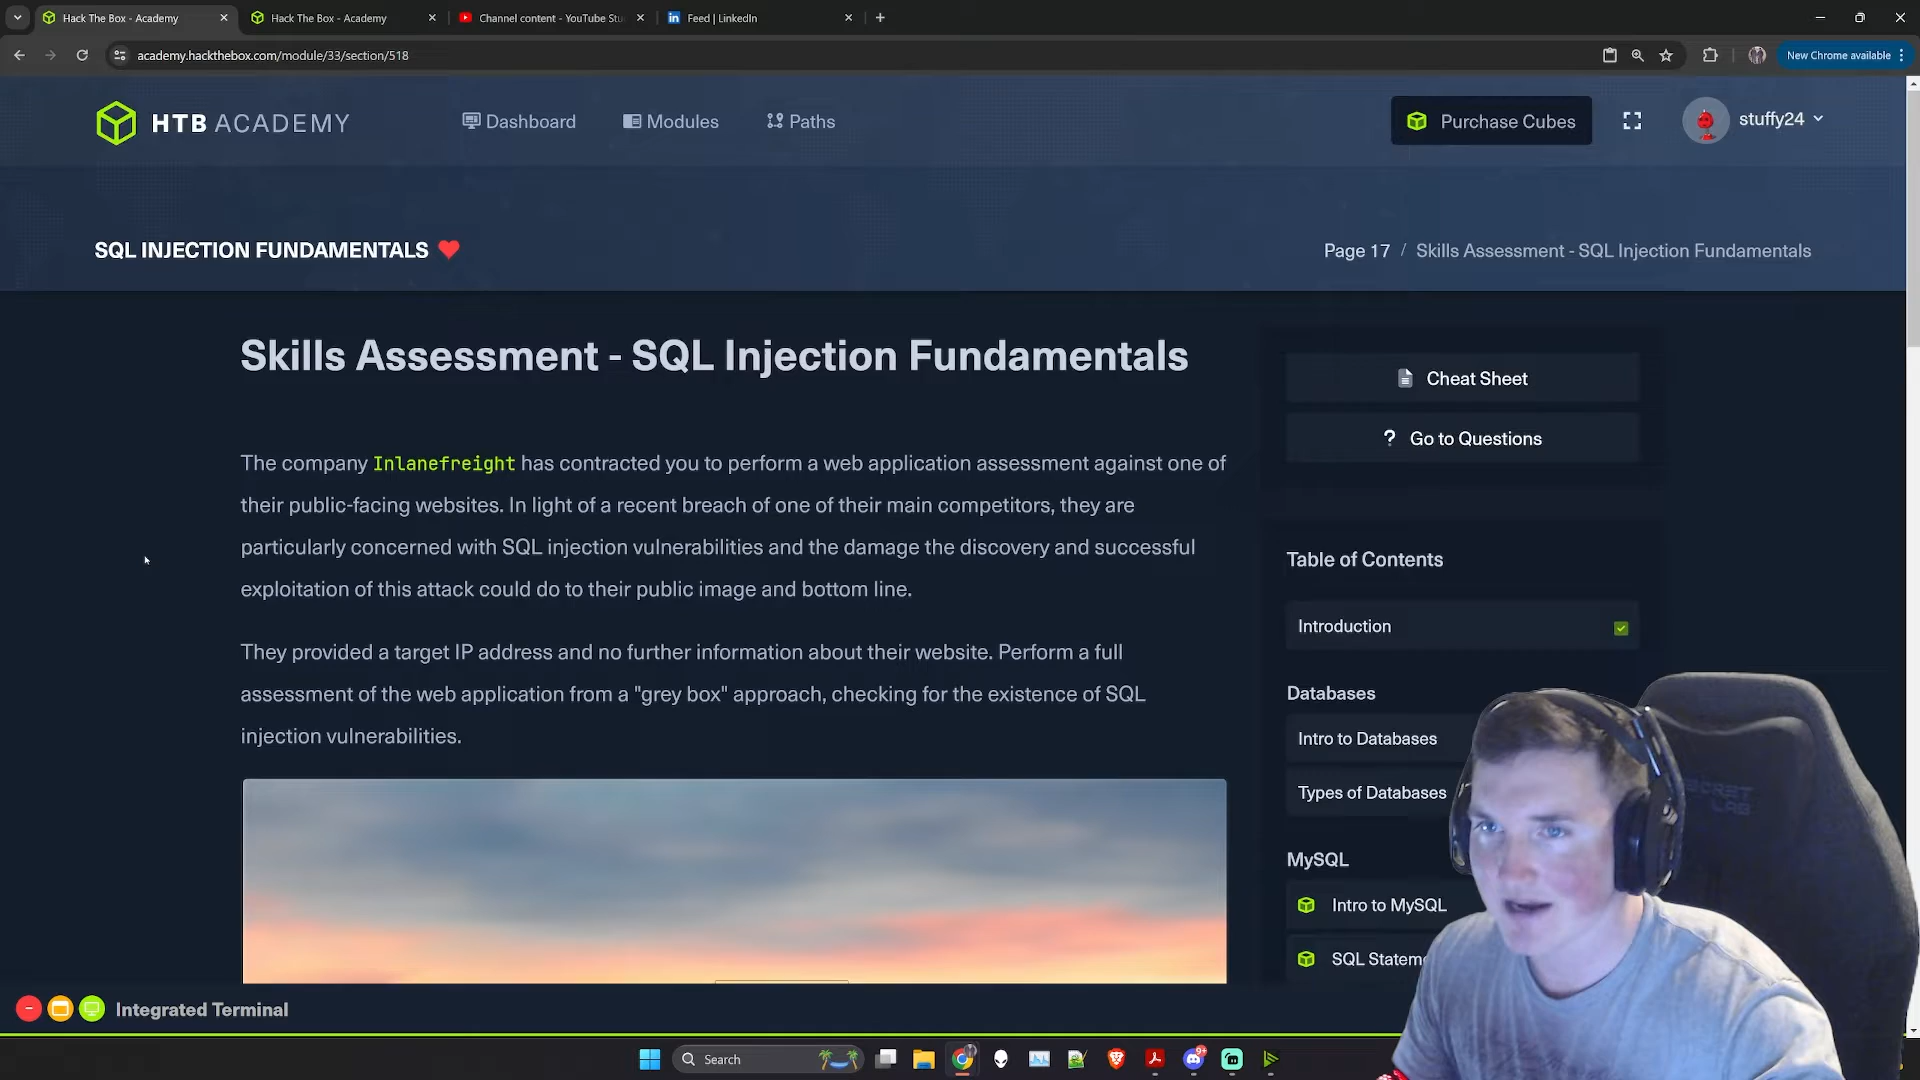 Hack The Box - Academy
Hack The Box - Academy
Channel content - YouTube Stu
Feed | LinkedIn
academy.hackthebox.com/module/33/section/518
New Chrome available
HTB ACADEMY
Dashboard
Modules
Paths
Purchase Cubes
stuffy24
SQL INJECTION FUNDAMENTALS
Page 17 / Skills Assessment - SQL Injection Fundamentals
Skills Assessment - SQL Injection Fundamentals
The company Inlanefreight has contracted you to perform a web application assessment against one of
their public-facing websites. In light of a recent breach of one of their main competitors, they are
particularly concerned with SQL injection vulnerabilities and the damage the discovery and successful
exploitation of this attack could do to their public image and bottom line.
They provided a target IP address and no further information about their website. Perform a full
assessment of the web application from a "grey box" approach, checking for the existence of SQL
injection vulnerabilities.
Cheat Sheet
? Go to Questions
Table of Contents
Introduction
Databases
Intro to Databases
Types of Databases
MySQL
Intro to MySQL
SQL Stateme
Integrated Terminal
Search